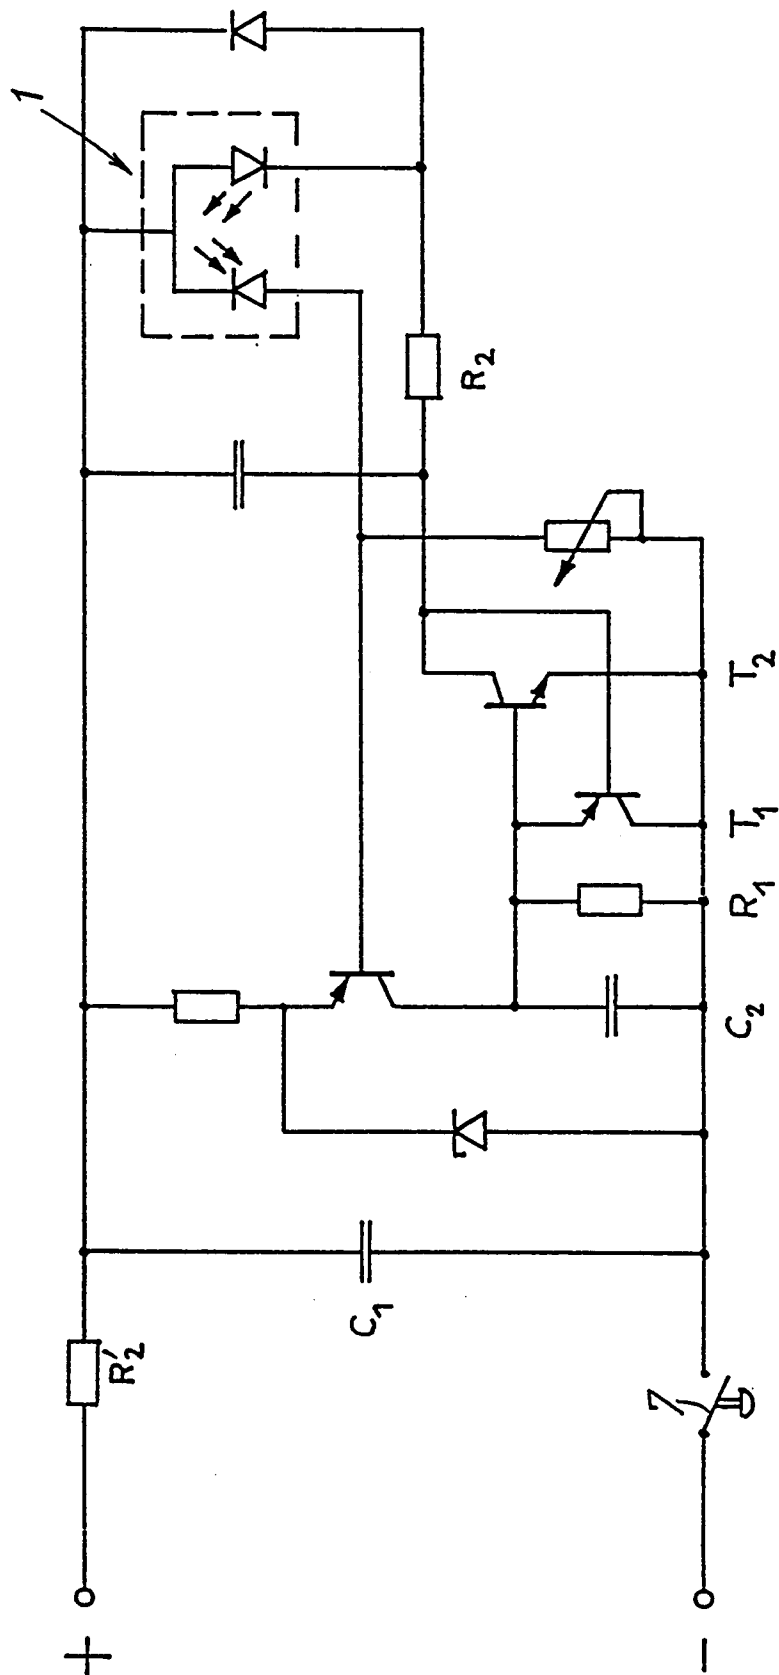 1
R₂
T₂
T₁
R₁
C₂
C₁
R'₂
7
+
-